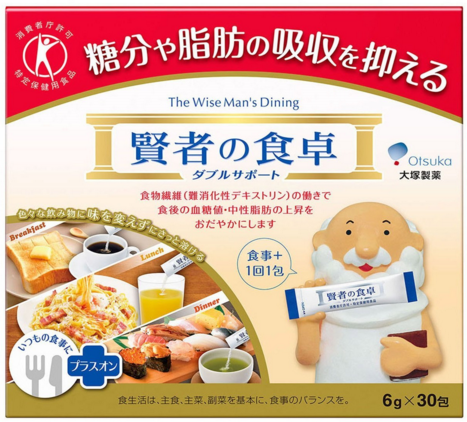 消費者庁許可
特定保健用食品
糖分や脂肪の吸収を抑える
The Wise Man's Dining
賢者の食卓
ダブルサポート
Otsuka
大塚製薬
食物繊維(難消化性デキストリン)の働きで
食後の血糖値・中性脂肪の上昇を
おだやかにします
色々な飲み物に味を変えずにさっと溶ける
食事+
1回1包
Breakfast
Lunch
Dinner
賢者の食卓
ダブルサポート
いつもの食事に
プラスオン
食生活は、主食、主菜、副菜を基本に、食事のバランスを。
6g×30包